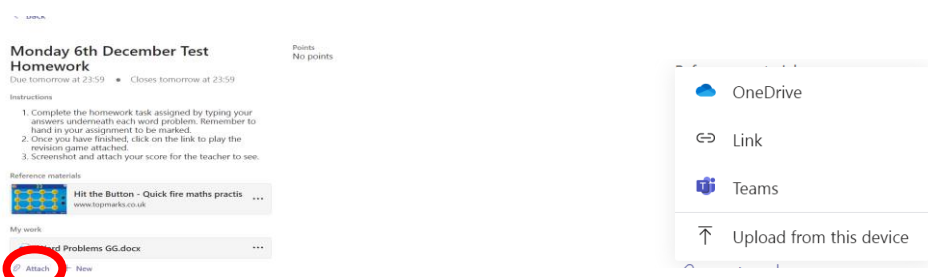 Back
Monday 6th December Test
Homework
Due tomorrow at 23:59 • Closes tomorrow at 23:59
Points
No points
Instructions
1. Complete the homework task assigned by typing your
answers underneath each word problem. Remember to
hand in your assignment to be marked.
2. Once you have finished, click on the link to play the
revision game attached.
3. Screenshot and attach your score for the teacher to see.
Reference materials
Hit the Button - Quick fire maths practis ...
www.topmarks.co.uk
My work
Word Problems GG.docx ...
Attach
New
OneDrive
Link
Teams
Upload from this device